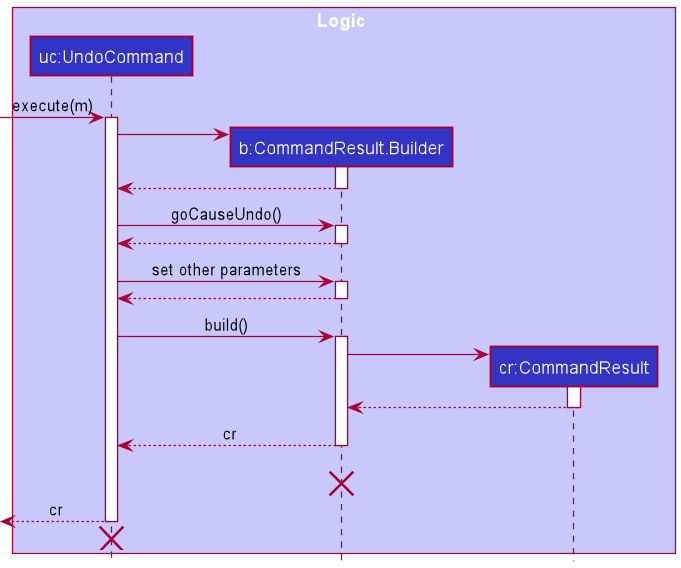 Logic
uc:UndoCommand
execute(m)
b:CommandResult.Builder
goCauseUndo()
set other parameters
build()
cr:CommandResult
cr
cr